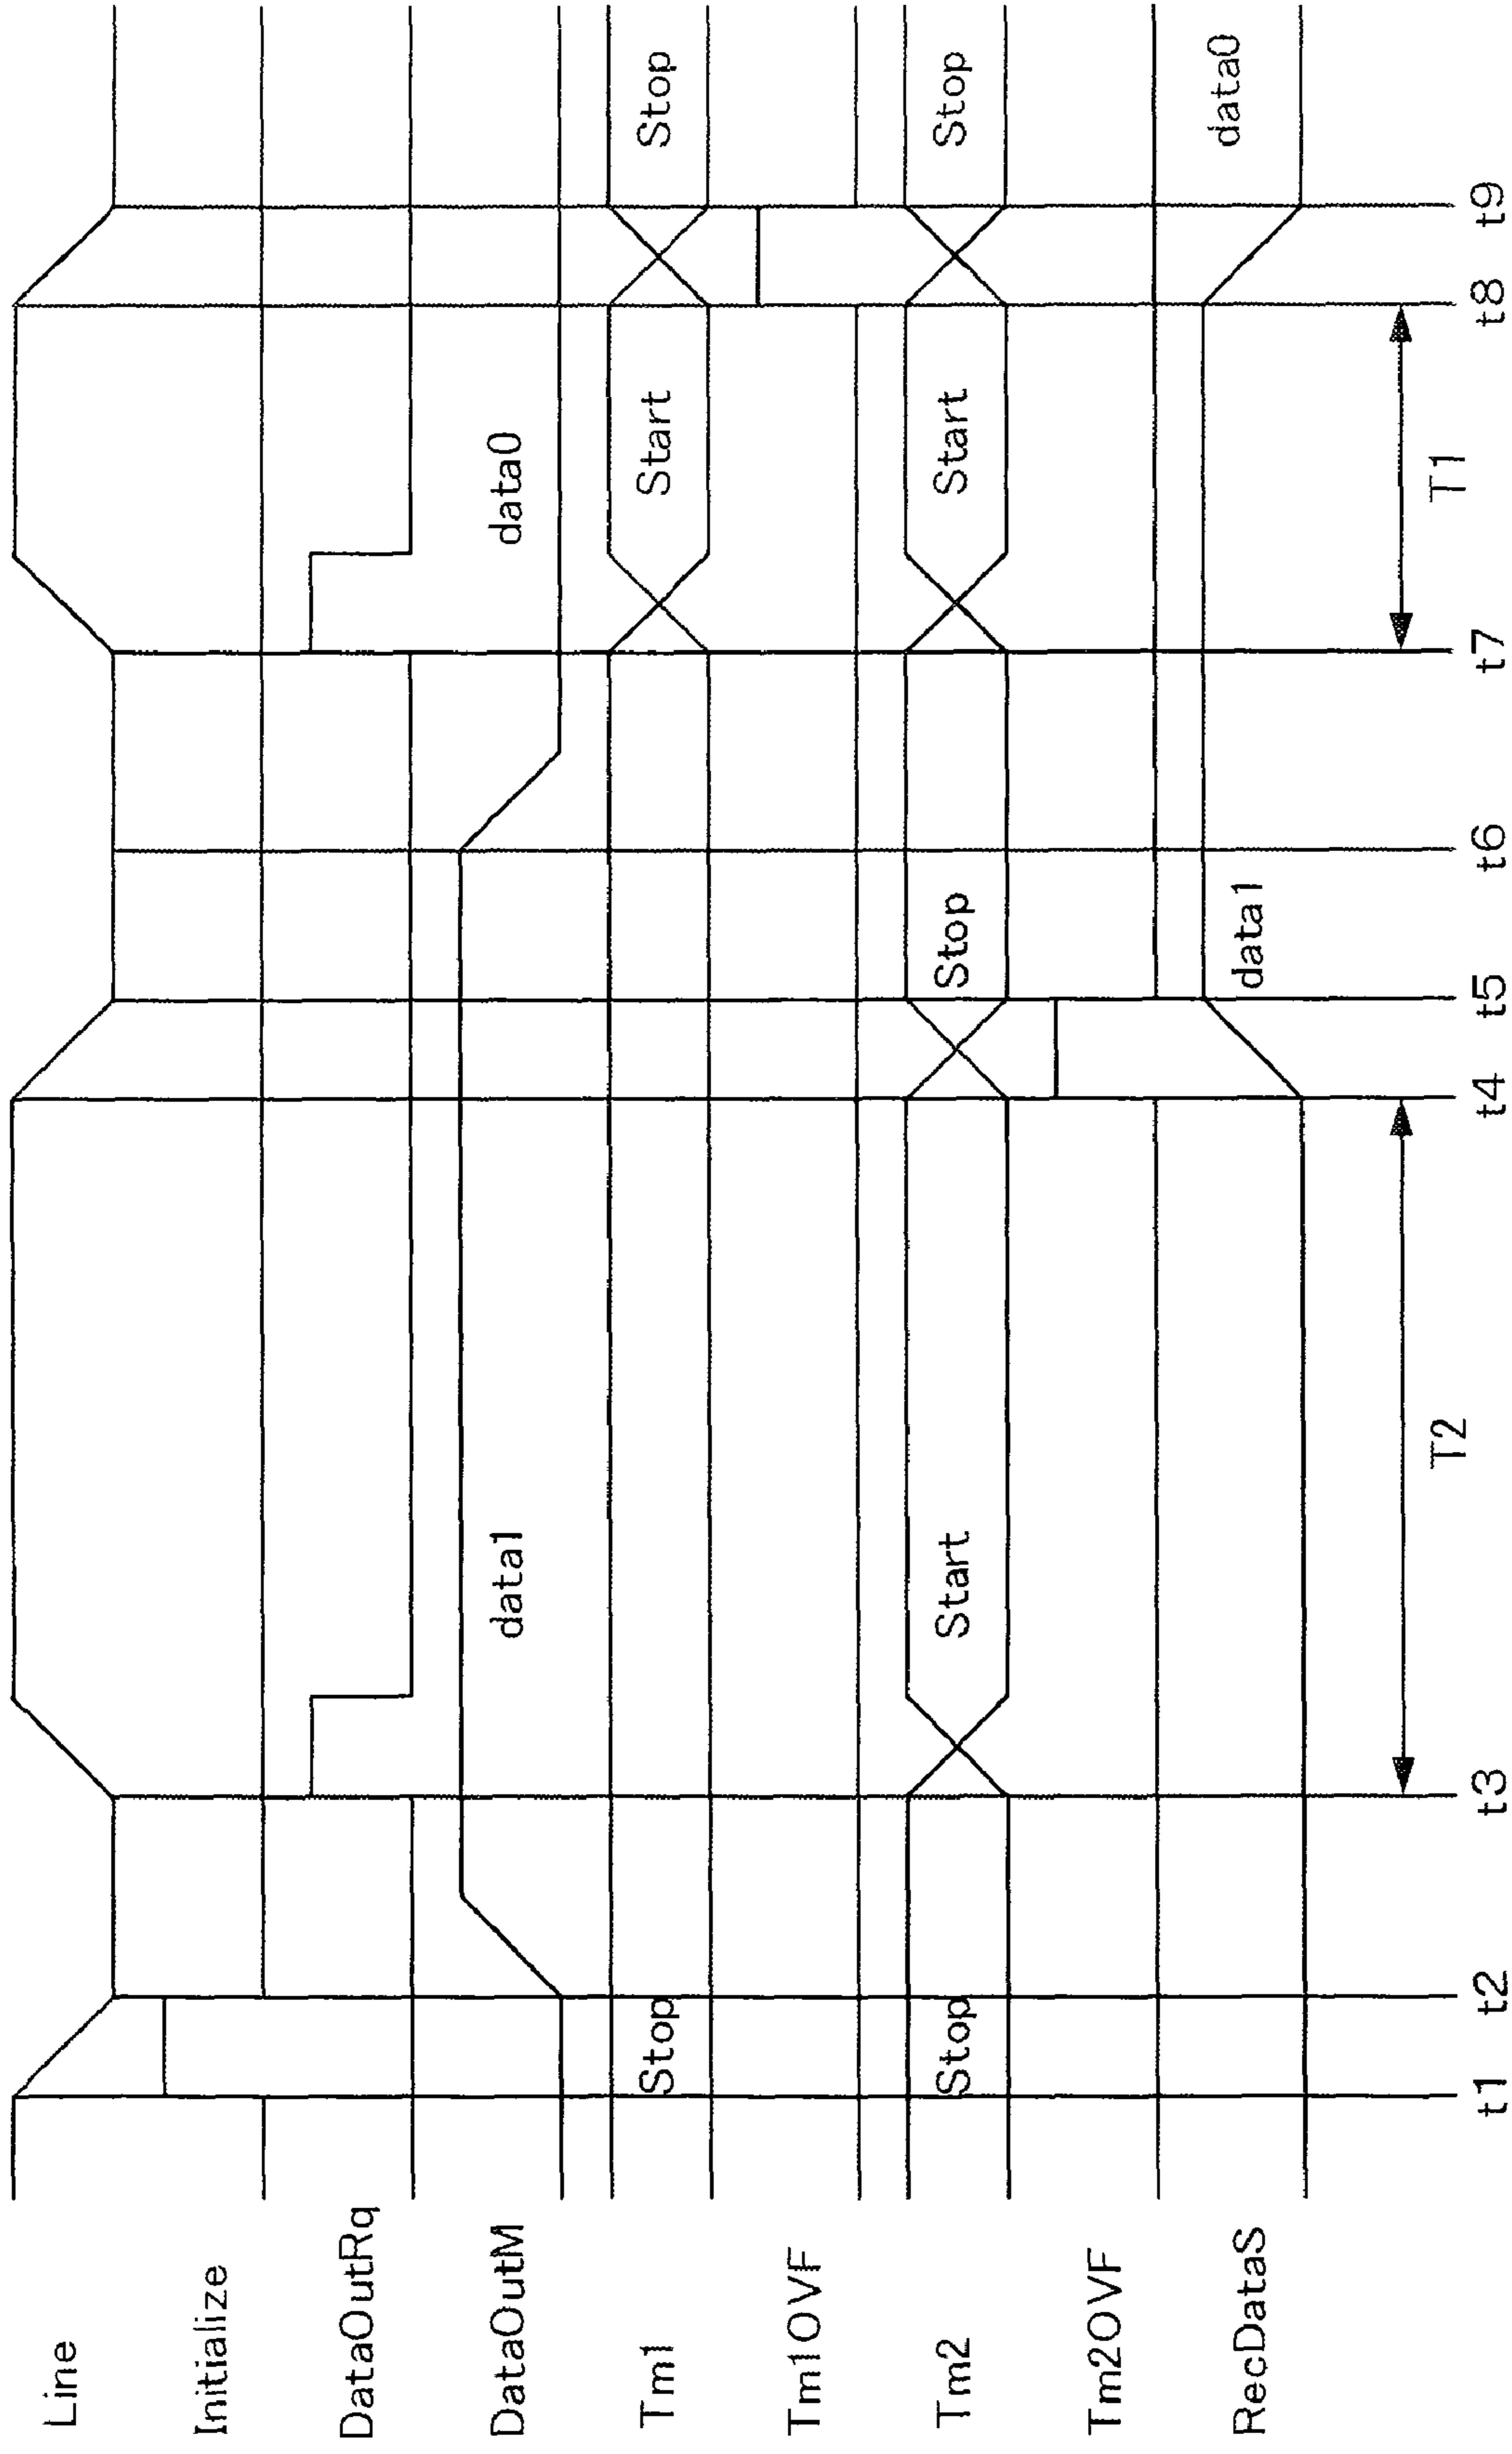 Line
Initialize
DataOutRq
data1
data0
DataOutM
Stop
Start
Stop
Tm1
Tm1OVF
Stop
Start
Stop
Start
Stop
Tm2
Tm2OVF
data1
data0
RecDataS
T2
T1
t1 t2 t3 t4 t5 t6 t7 t8 t9